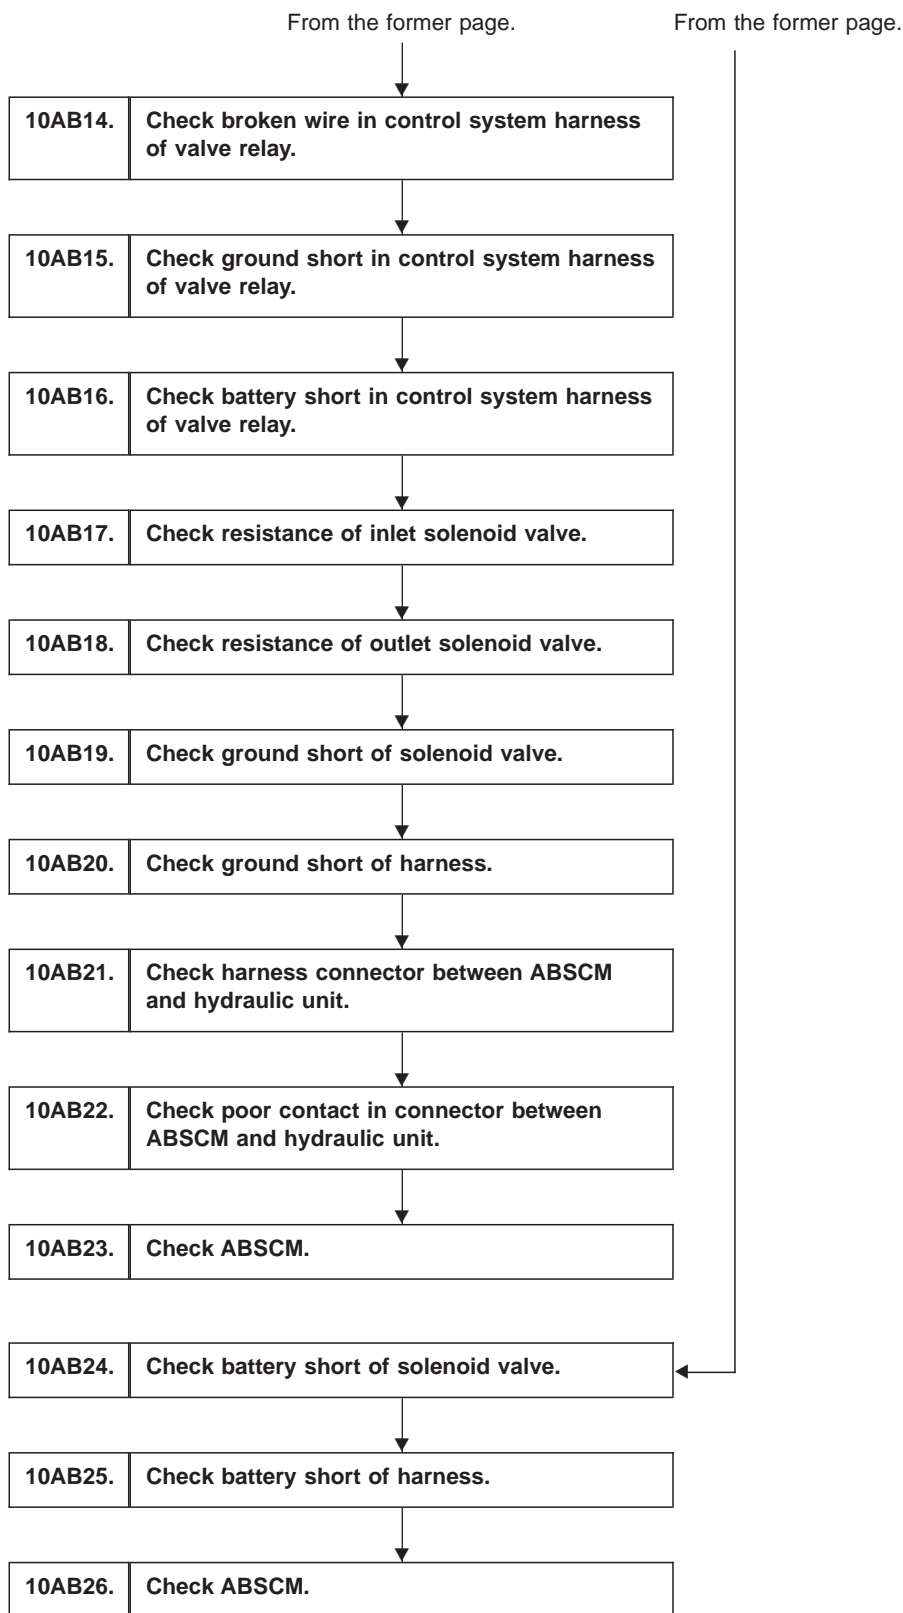 From the former page.
From the former page.
10AB14.
Check broken wire in control system harness
of valve relay.
10AB15.
Check ground short in control system harness
of valve relay.
10AB16.
Check battery short in control system harness
of valve relay.
10AB17.
Check resistance of inlet solenoid valve.
10AB18.
Check resistance of outlet solenoid valve.
10AB19.
Check ground short of solenoid valve.
10AB20.
Check ground short of harness.
10AB21.
Check harness connector between ABSCM
and hydraulic unit.
10AB22.
Check poor contact in connector between
ABSCM and hydraulic unit.
10AB23.
Check ABSCM.
10AB24.
Check battery short of solenoid valve.
10AB25.
Check battery short of harness.
10AB26.
Check ABSCM.